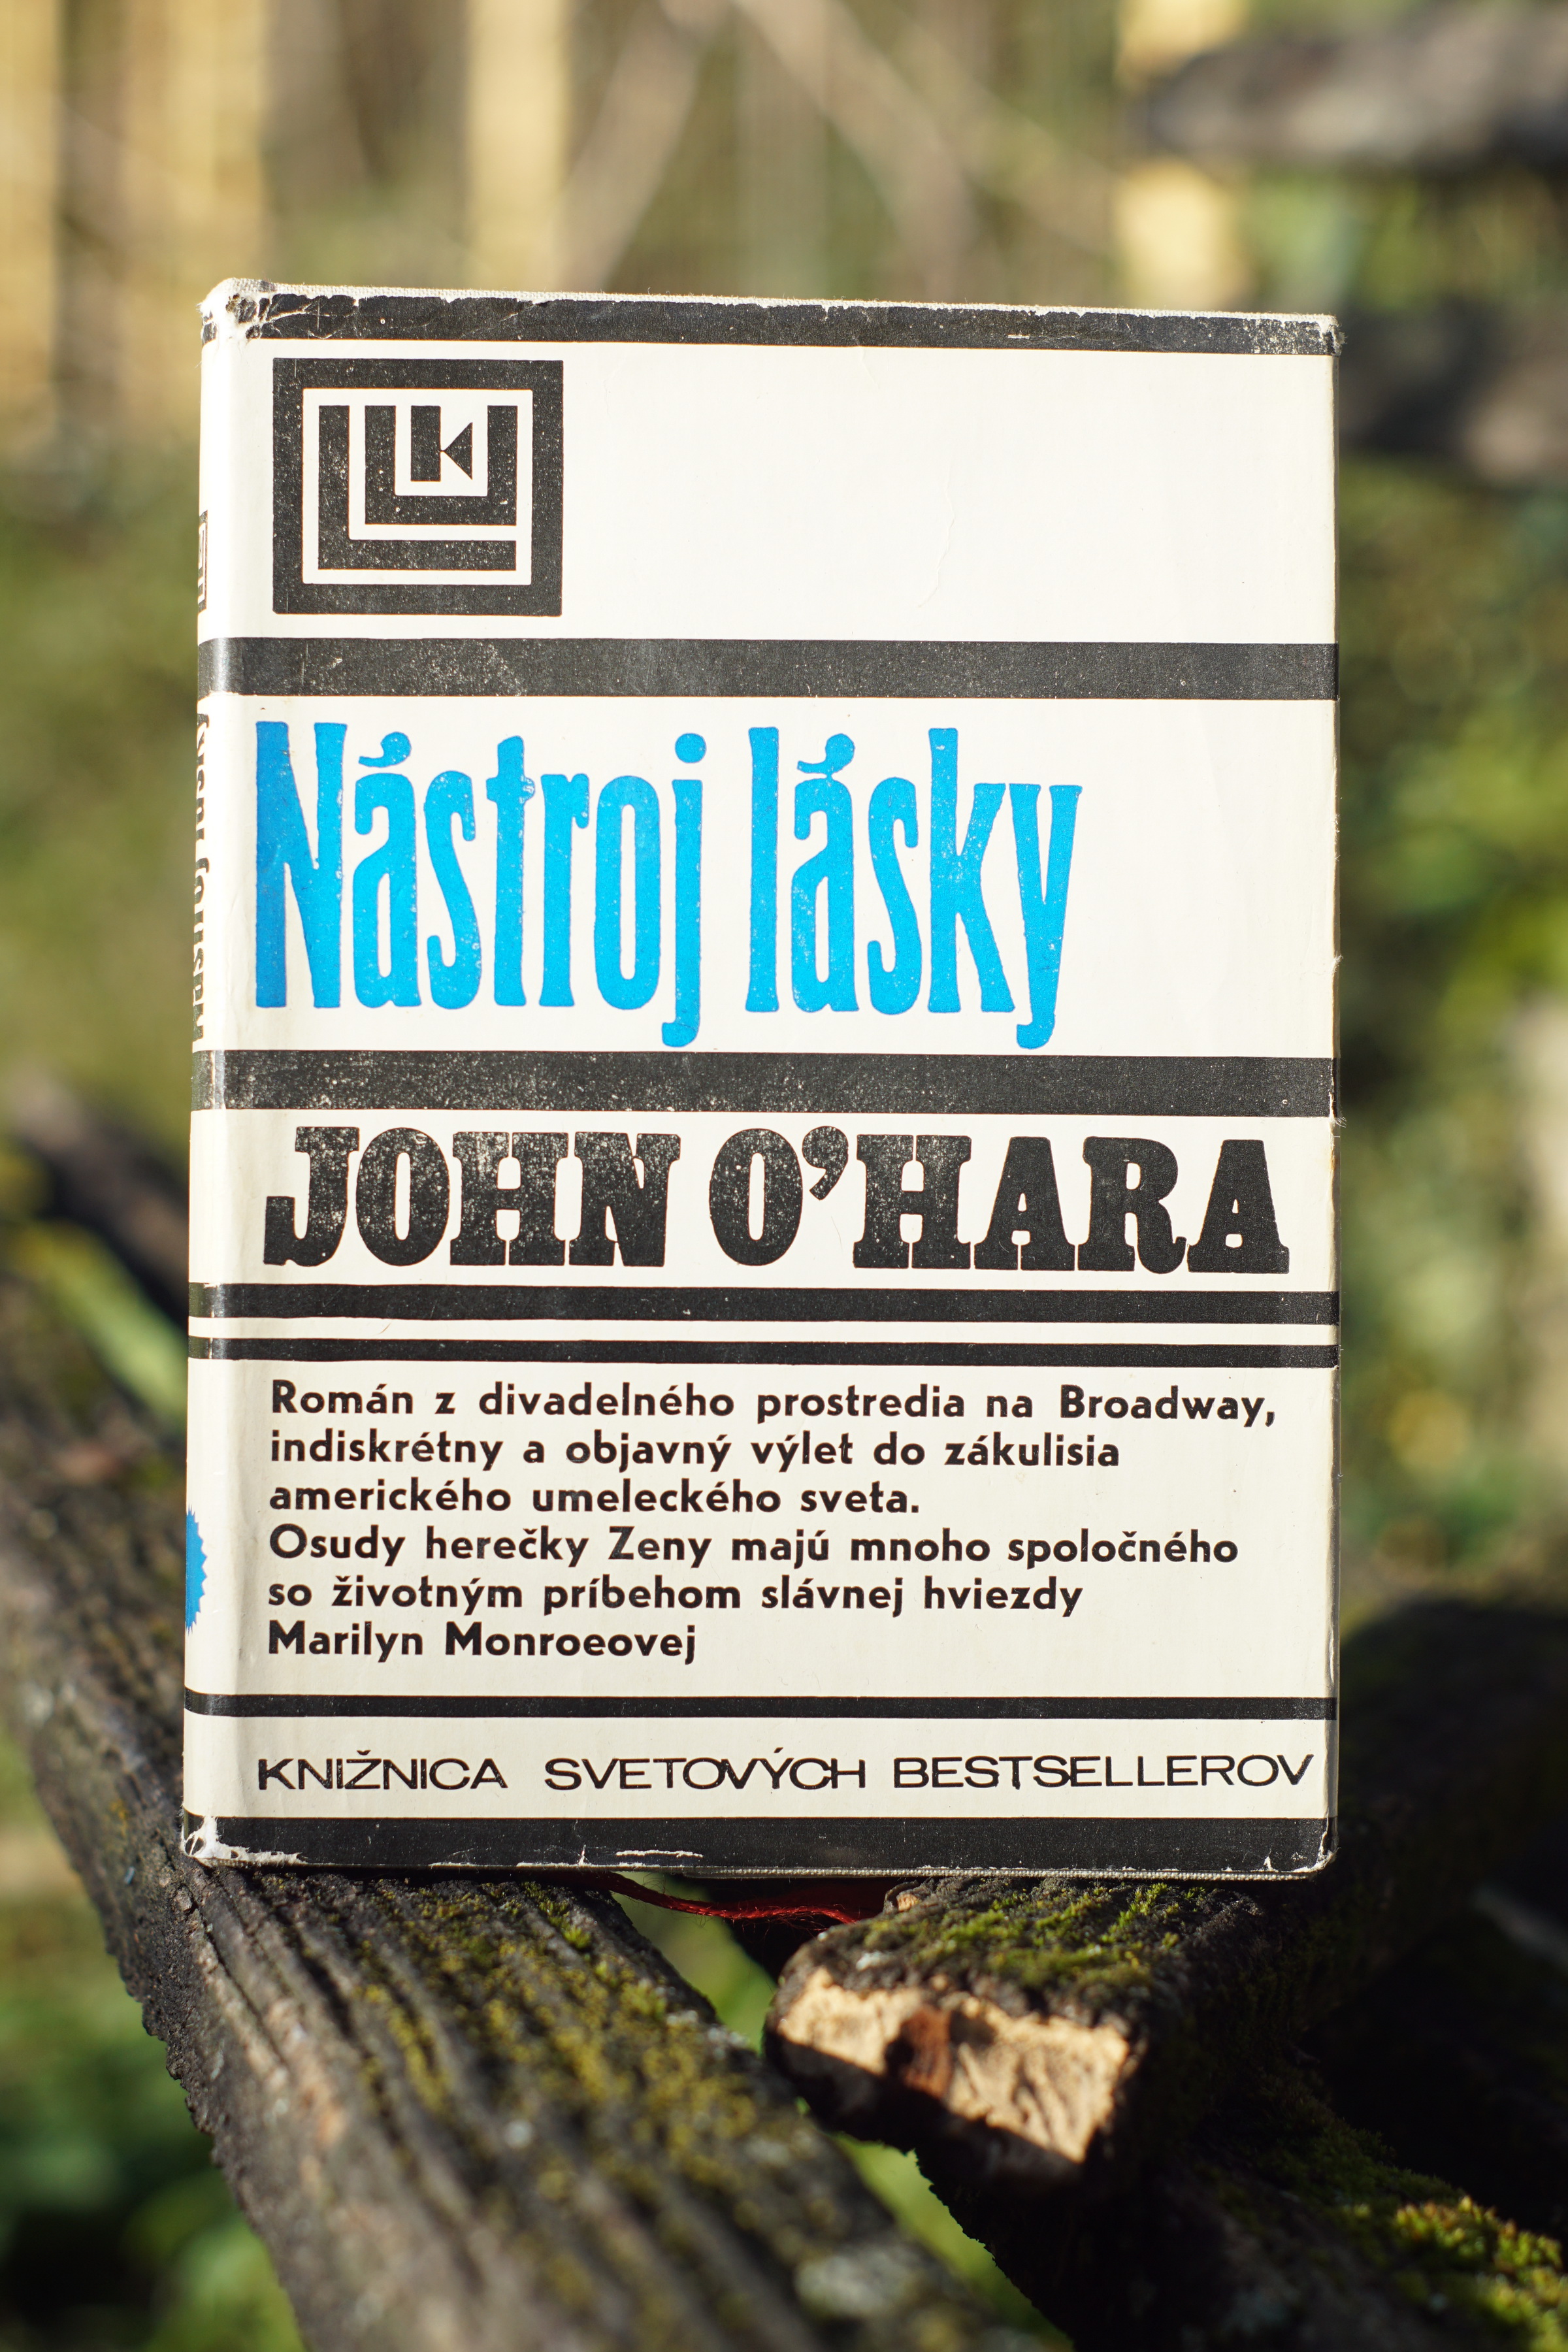 Nástroj lásky
JOHN O’HARA
Román z divadelného prostredia na Broadway,
indiskrétny a objavný výlet do zákulisia
amerického umeleckého sveta.
Osudy herečky Zeny majú mnoho spoločného
so životným príbehom slávnej hviezdy
Marilyn Monroeovej
KNIŽNICA SVETOVÝCH BESTSELLEROV